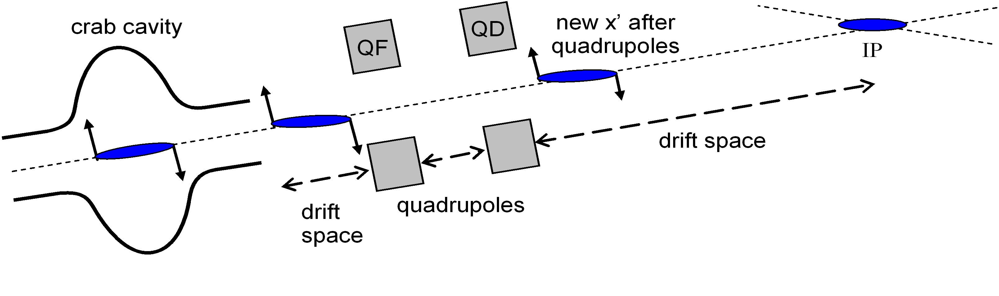 crab cavity
QF
QD
new x’ after
quadrupoles
IP
drift space
drift
space
quadrupoles